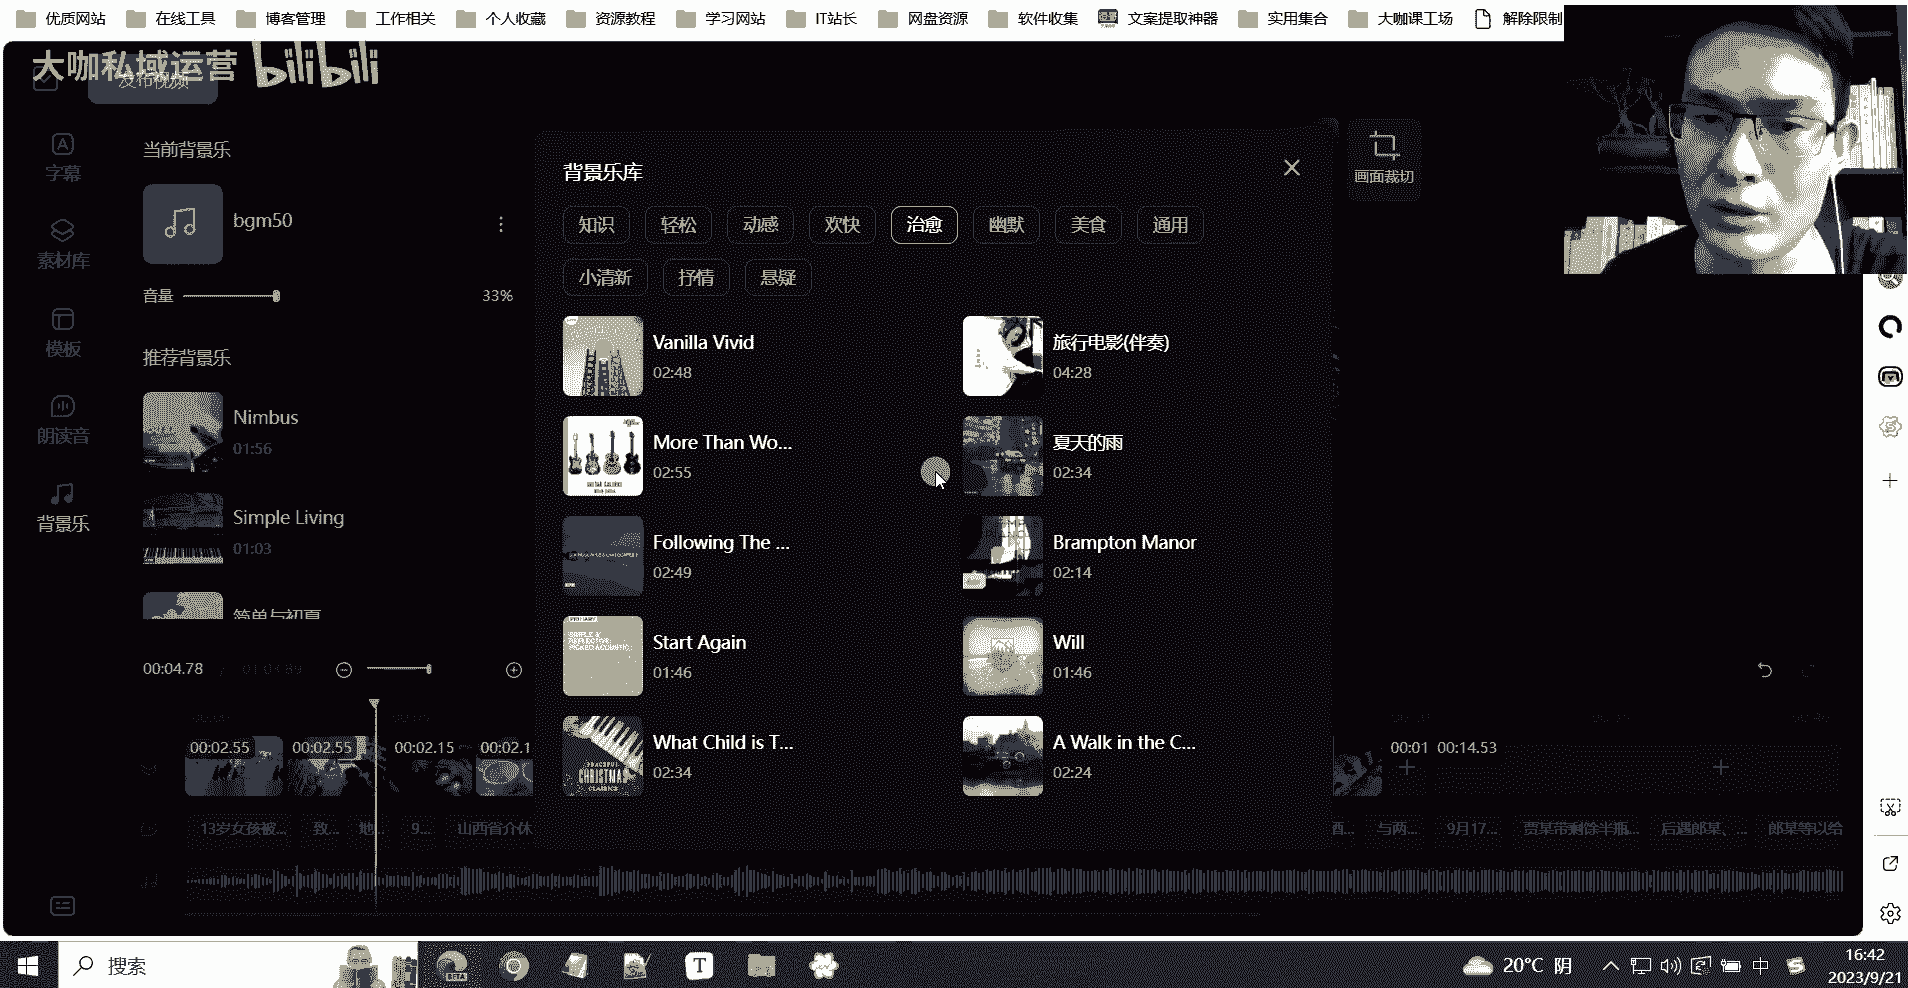 优质网站 在线工具 博客管理 工作相关 个人收藏 资源教程 学习网站 IT站长 网盘资源 软件收集 文案提取神器 实用集合 大咖课工场 解除限制
大咖私域运营 bilibili
发布视频
字幕
素材库
模板
朗读音
背景乐
当前背景乐
bgm50
音量 33%
推荐背景乐
Nimbus
01:56
Simple Living
01:03
简单与初夏
背景乐库
知识 轻松 动感 欢快 治愈 幽默 美食 通用
小清新 抒情 悬疑
Vanilla Vivid
02:48
旅行电影(伴奏)
04:28
More Than Wo...
02:55
夏天的雨
02:34
Following The ...
02:49
Brampton Manor
02:14
Start Again
01:46
Will
01:46
What Child is T...
02:34
A Walk in the C...
02:24
画面裁切
00:04.78 /
00:02.55 00:02.55 00:02.15 00:02.1 00:01 00:14.53
13岁女孩被... 致... 地... 9... 山西省介休 与两... 9月17... 贾某带剩余半瓶... 后遇郎某、... 郎某等以给
搜索
BETA
T
20°C 阴
中
16:42
2023/9/21